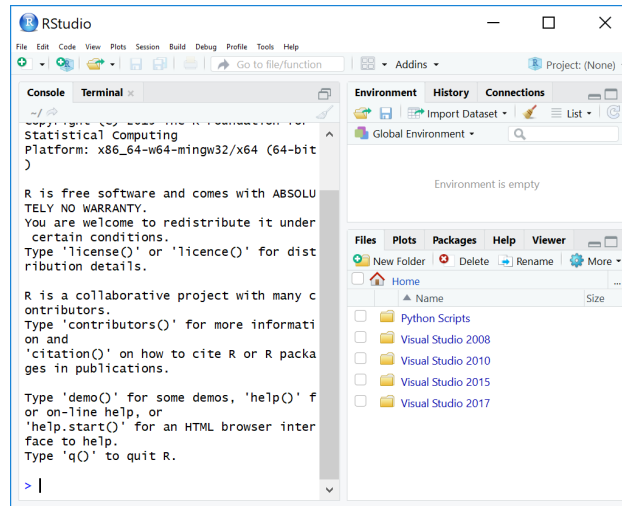 RStudio
File Edit Code View Plots Session Build Debug Profile Tools Help
Go to file/function Addins Project: (None)
Console Terminal
~/
Statistical Computing
Platform: x86_64-w64-mingw32/x64 (64-bit
)
R is free software and comes with ABSOLU
TELY NO WARRANTY.
You are welcome to redistribute it under
certain conditions.
Type 'license()' or 'licence()' for dist
ribution details.
R is a collaborative project with many c
ontributors.
Type 'contributors()' for more informati
on and
'citation()' on how to cite R or R packa
ges in publications.
Type 'demo()' for some demos, 'help()' f
or on-line help, or
'help.start()' for an HTML browser inter
face to help.
Type 'q()' to quit R.
>
Environment History Connections
Import Dataset List
Global Environment
Environment is empty
Files Plots Packages Help Viewer
New Folder Delete Rename More
Home ...
Name Size
Python Scripts
Visual Studio 2008
Visual Studio 2010
Visual Studio 2015
Visual Studio 2017